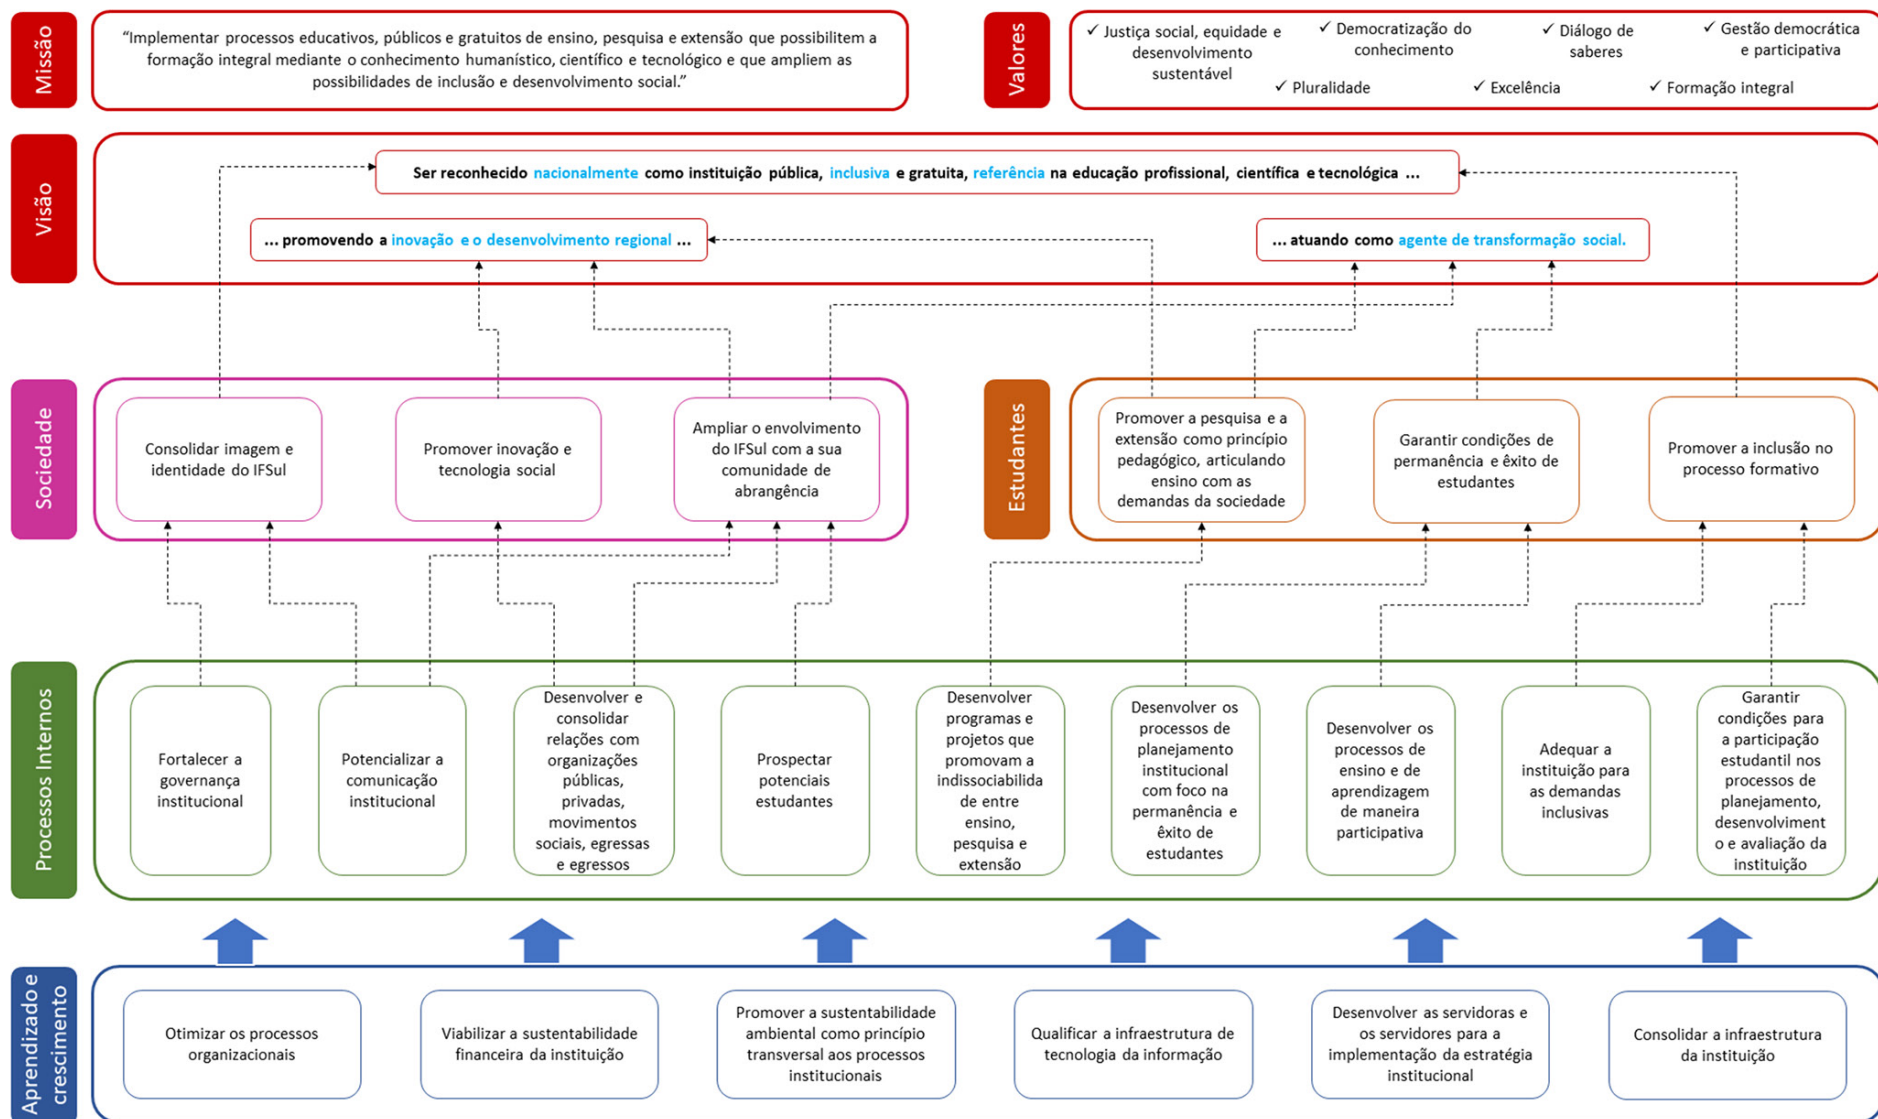 Missão
“Implementar processos educativos, públicos e gratuitos de ensino, pesquisa e extensão que possibilitem a
formação integral mediante o conhecimento humanístico, científico e tecnológico e que ampliem as
possibilidades de inclusão e desenvolvimento social.”
Valores
✓ Justiça social, equidade e
desenvolvimento
sustentável
✓ Democratização do
conhecimento
✓ Diálogo de
saberes
✓ Gestão democrática
e participativa
✓ Pluralidade
✓ Excelência
✓ Formação integral
Visão
Ser reconhecido nacionalmente como instituição pública, inclusiva e gratuita, referência na educação profissional, científica e tecnológica ...
... promovendo a inovação e o desenvolvimento regional ...
... atuando como agente de transformação social.
Sociedade
Consolidar imagem e
identidade do IFSul
Promover inovação e
tecnologia social
Ampliar o envolvimento
do IFSul com a sua
comunidade de
abrangência
Estudantes
Promover a pesquisa e a
extensão como princípio
pedagógico, articulando
ensino com as
demandas da sociedade
Garantir condições de
permanência e êxito de
estudantes
Promover a inclusão no
processo formativo
Processos Internos
Fortalecer a
governança
institucional
Potencializar a
comunicação
institucional
Desenvolver e
consolidar
relações com
organizações
públicas,
privadas,
movimentos
sociais, egressas
e egressos
Prospectar
potenciais
estudantes
Desenvolver
programas e
projetos que
promovam a
indissociabilida
de entre
ensino,
pesquisa e
extensão
Desenvolver os
processos de
planejamento
institucional
com foco na
permanência e
êxito de
estudantes
Desenvolver os
processos de
ensino e de
aprendizagem
de maneira
participativa
Adequar a
instituição para
as demandas
inclusivas
Garantir
condições para
a participação
estudantil nos
processos de
planejamento,
desenvolviment
o e avaliação da
instituição
Aprendizado e
crescimento
Otimizar os processos
organizacionais
Viabilizar a sustentabilidade
financeira da instituição
Promover a sustentabilidade
ambiental como princípio
transversal aos processos
institucionais
Qualificar a infraestrutura de
tecnologia da informação
Desenvolver as servidoras e
os servidores para a
implementação da estratégia
institucional
Consolidar a infraestrutura
da instituição